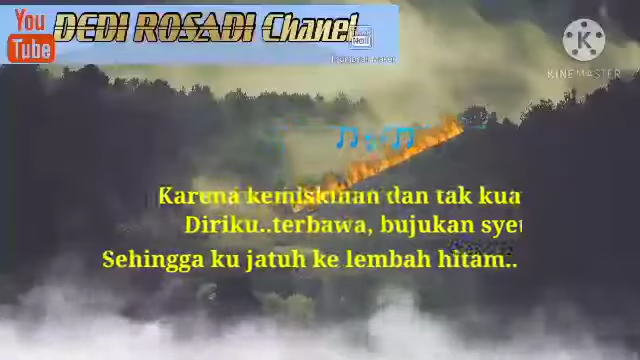 You
Tube
DEDI ROSADI Chanel
KINEMASTER
Karena kemiskinan dan tak kua
Diriku..terbawa, bujukan sye
Sehingga ku jatuh ke lembah hitam..